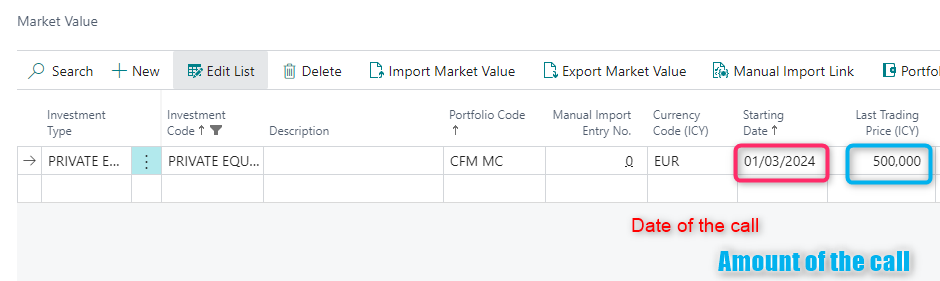 Market Value
Search New Edit List Delete Import Market Value Export Market Value Manual Import Link Portfo
Investment Type Investment Code ↑ Description Portfolio Code ↑ Manual Import Entry No. Currency Code (ICY) Starting Date ↑ Last Trading Price (ICY)
→ PRIVATE E... ⋮ PRIVATE EQU... CFM MC 0 EUR 01/03/2024 500,000
Date of the call
Amount of the call